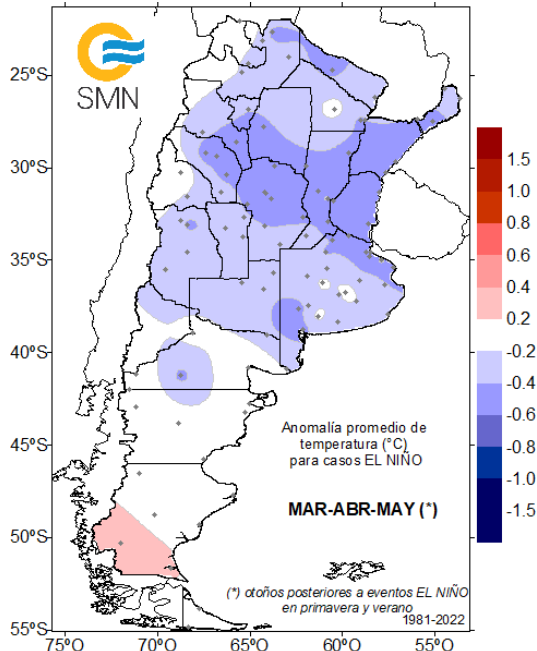 SMN
25°S
30°S
35°S
40°S
45°S
50°S
55°S
75°O
70°O
65°O
60°O
55°O
1.5
1.0
0.8
0.6
0.4
0.2
-0.2
-0.4
-0.6
-0.8
-1.0
-1.5
Anomalía promedio de
temperatura (°C)
para casos EL NIÑO
MAR-ABR-MAY (*)
(*) otoños posteriores a eventos EL NIÑO
en primavera y verano
1981-2022